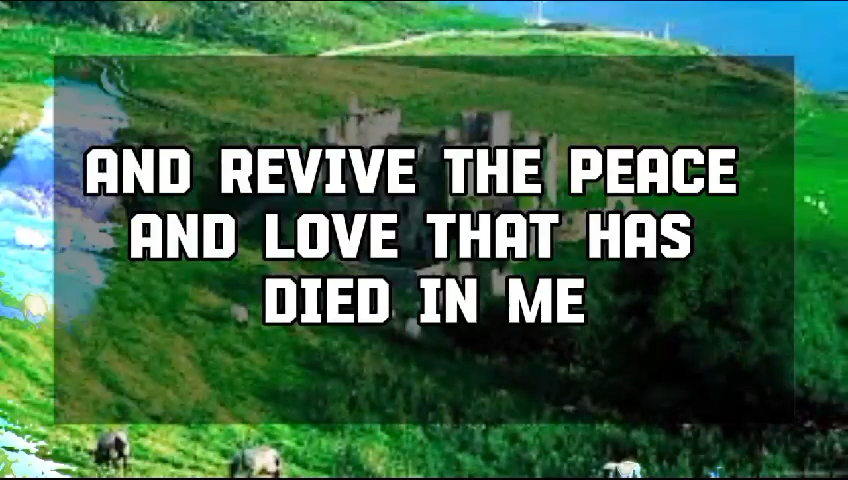 AND REVIVE THE PEACE
AND LOVE THAT HAS
DIED IN ME